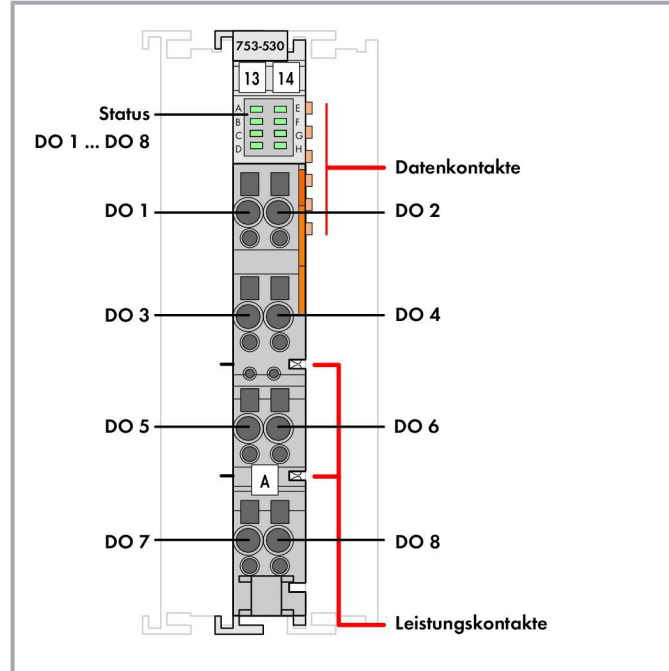 753-530
13 14
Status
DO 1 ... DO 8
A E
B F
C G
D H
Datenkontakte
DO 1 DO 2
DO 3 DO 4
DO 5 DO 6
A
DO 7 DO 8
Leistungskontakte